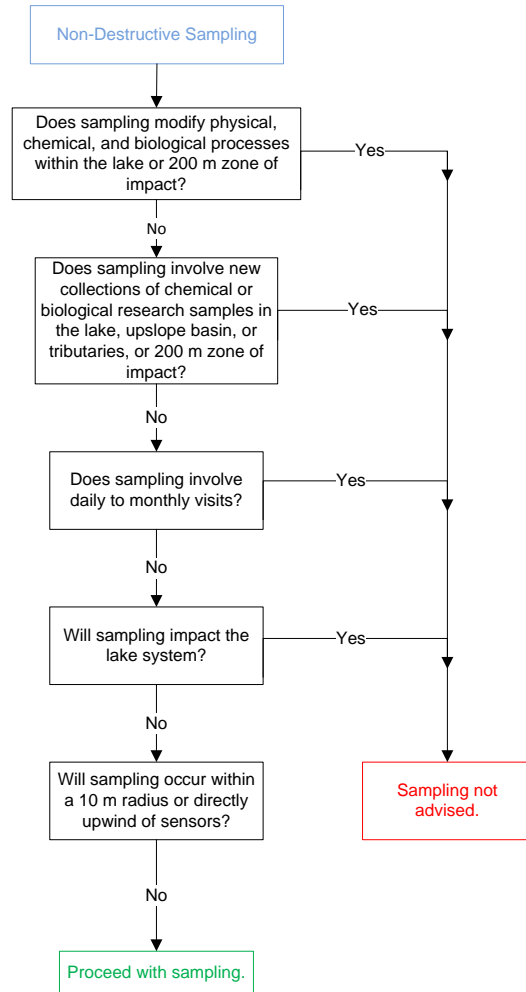 Non-Destructive Sampling
Does sampling modify physical,
chemical, and biological processes
within the lake or 200 m zone of
impact?
Yes
No
Does sampling involve new
collections of chemical or
biological research samples in
the lake, upslope basin, or
tributaries, or 200 m zone of
impact?
Yes
No
Does sampling involve
daily to monthly visits?
Yes
No
Will sampling impact the
lake system?
Yes
No
Will sampling occur within
a 10 m radius or directly
upwind of sensors?
Sampling not
advised.
No
Proceed with sampling.